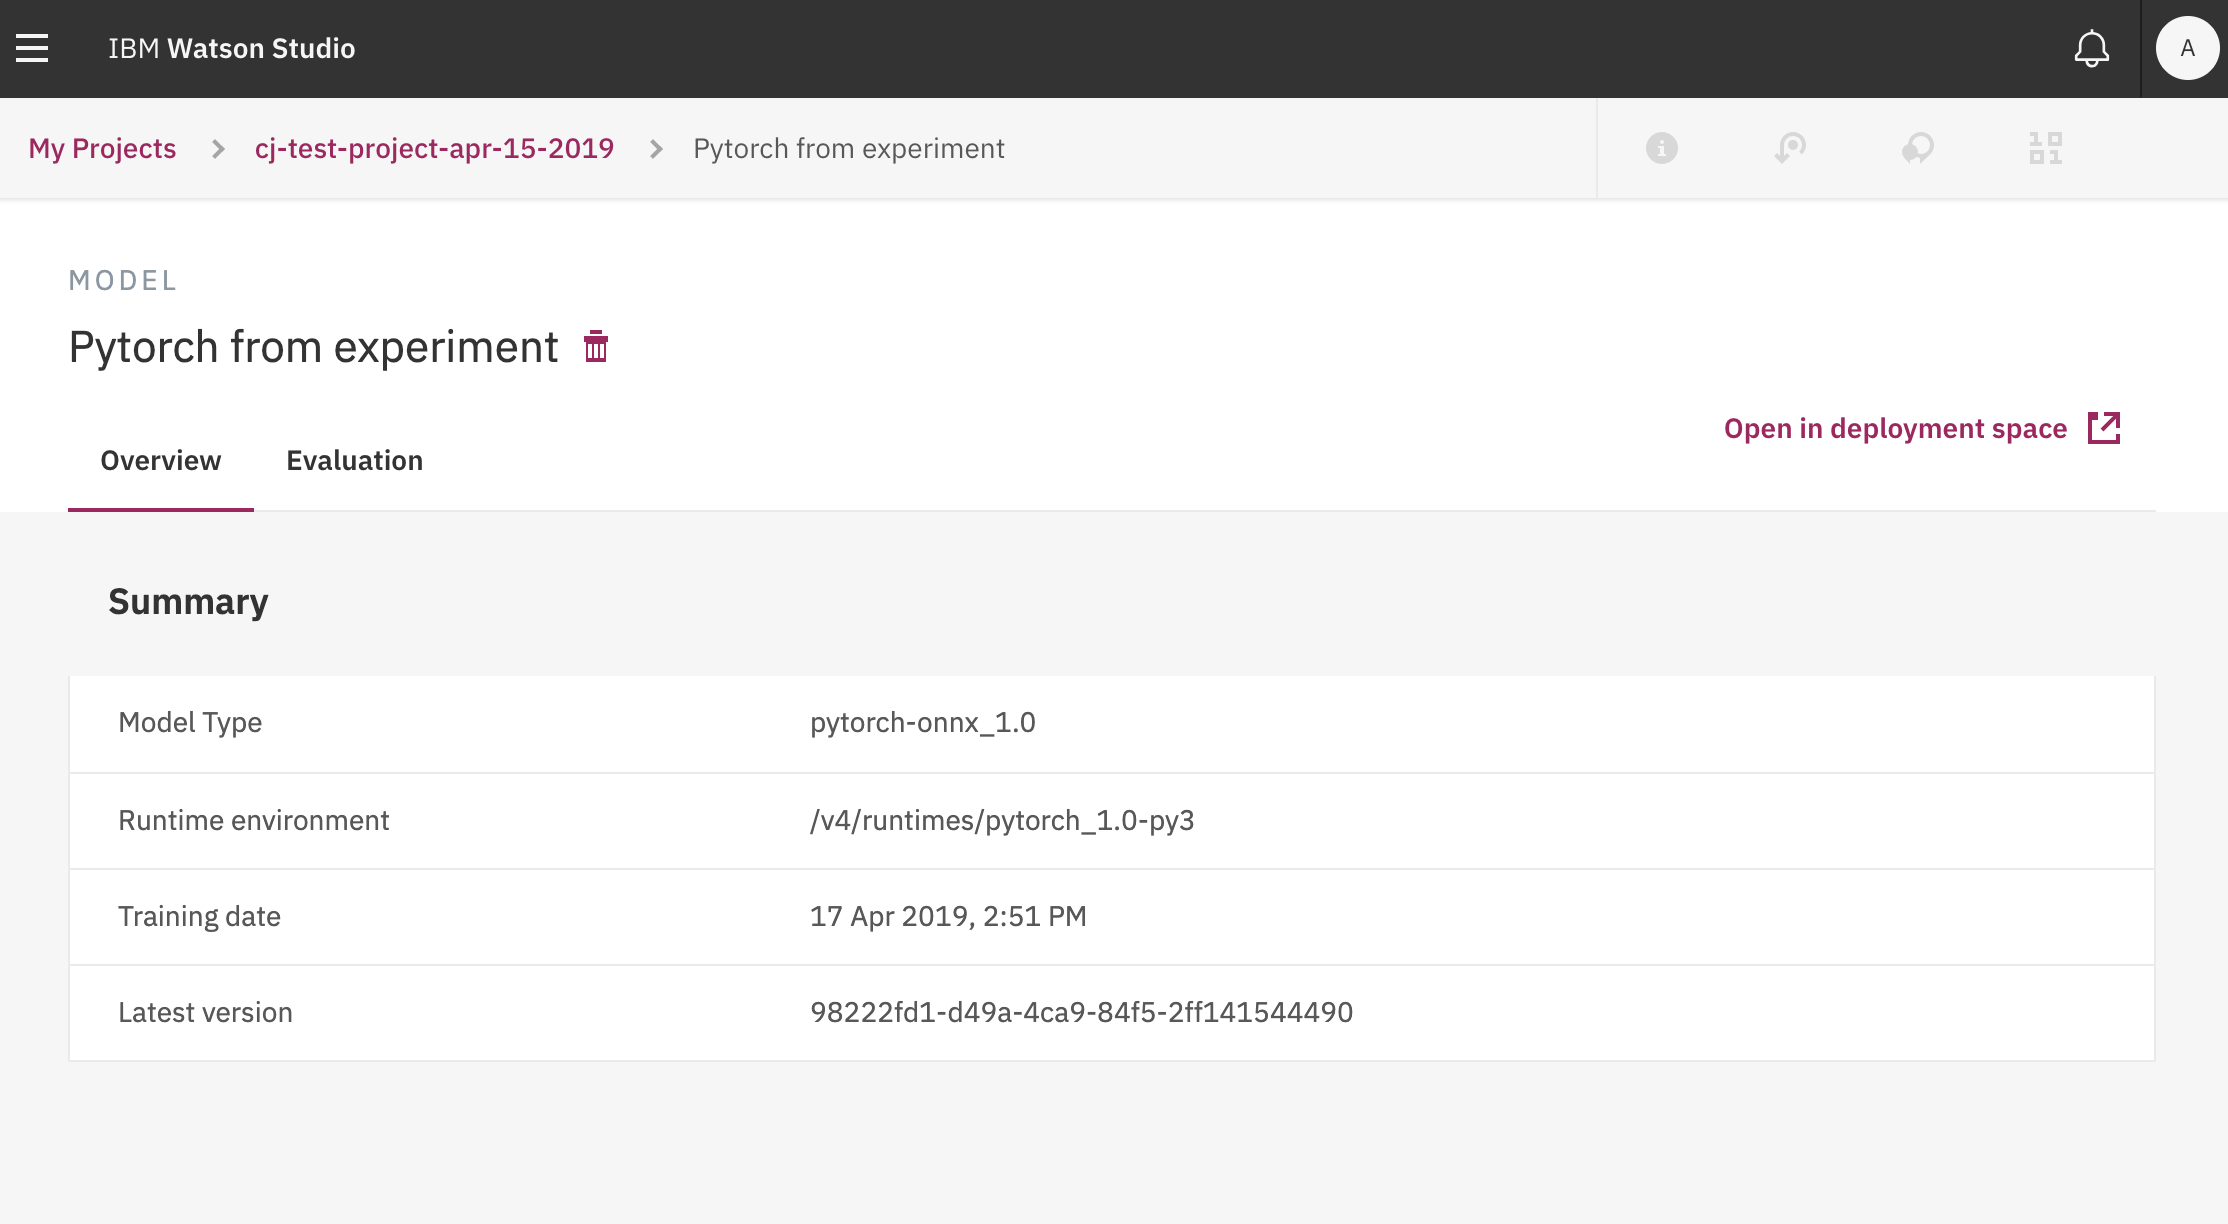 IBM Watson Studio
A
My Projects > cj-test-project-apr-15-2019 > Pytorch from experiment
MODEL
Pytorch from experiment
Open in deployment space
Overview Evaluation
Summary
Model Type pytorch-onnx_1.0
Runtime environment /v4/runtimes/pytorch_1.0-py3
Training date 17 Apr 2019, 2:51 PM
Latest version 98222fd1-d49a-4ca9-84f5-2ff141544490